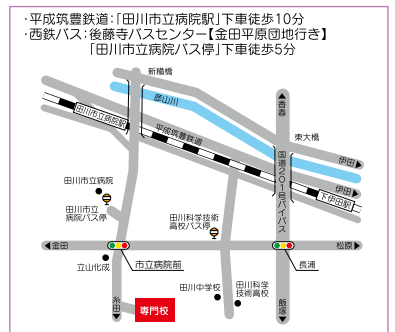 ・平成筑豊鉄道:「田川市立病院駅」下車徒歩10分
・西鉄バス:後藤寺バスセンター【金田平原団地行き】
「田川市立病院バス停」下車徒歩5分
新横橋
彦山川
香春
東大橋
田川市立病院駅
平成筑豊鉄道
伊田
国道201号バイパス
伊田
下伊田駅
田川市立病院
田川市立
病院バス停
田川科学技術
高校バス停
金田
松原
立山化成
市立病院前
長浦
糸田
専門校
田川中学校
田川科学
技術高校
飯塚